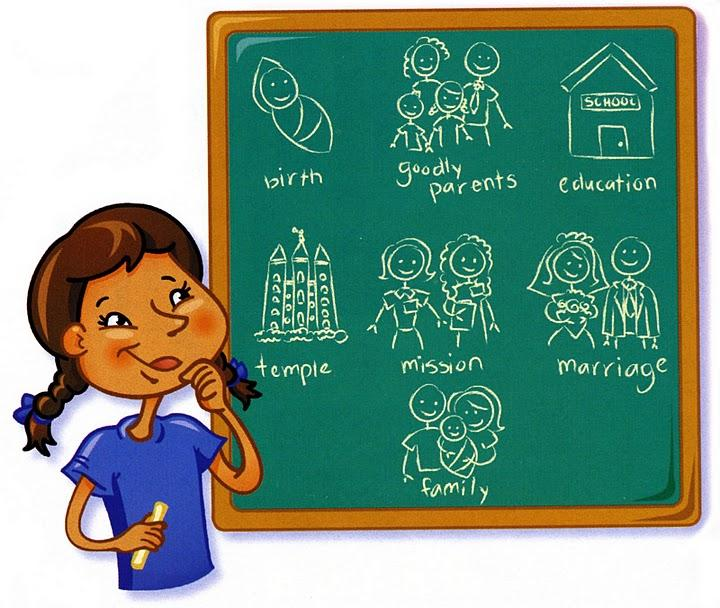 SCHOOL
birth
goodly
parents
education
temple
mission
marriage
family